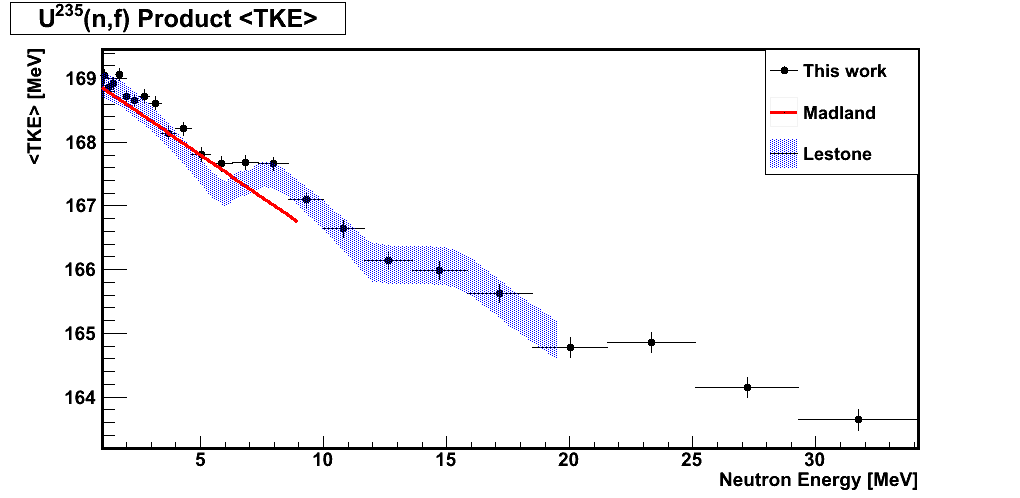 U²³⁵(n,f) Product <TKE>
<TKE> [MeV]
169
168
167
166
165
164
This work
Madland
Lestone
5 10 15 20 25 30
Neutron Energy [MeV]